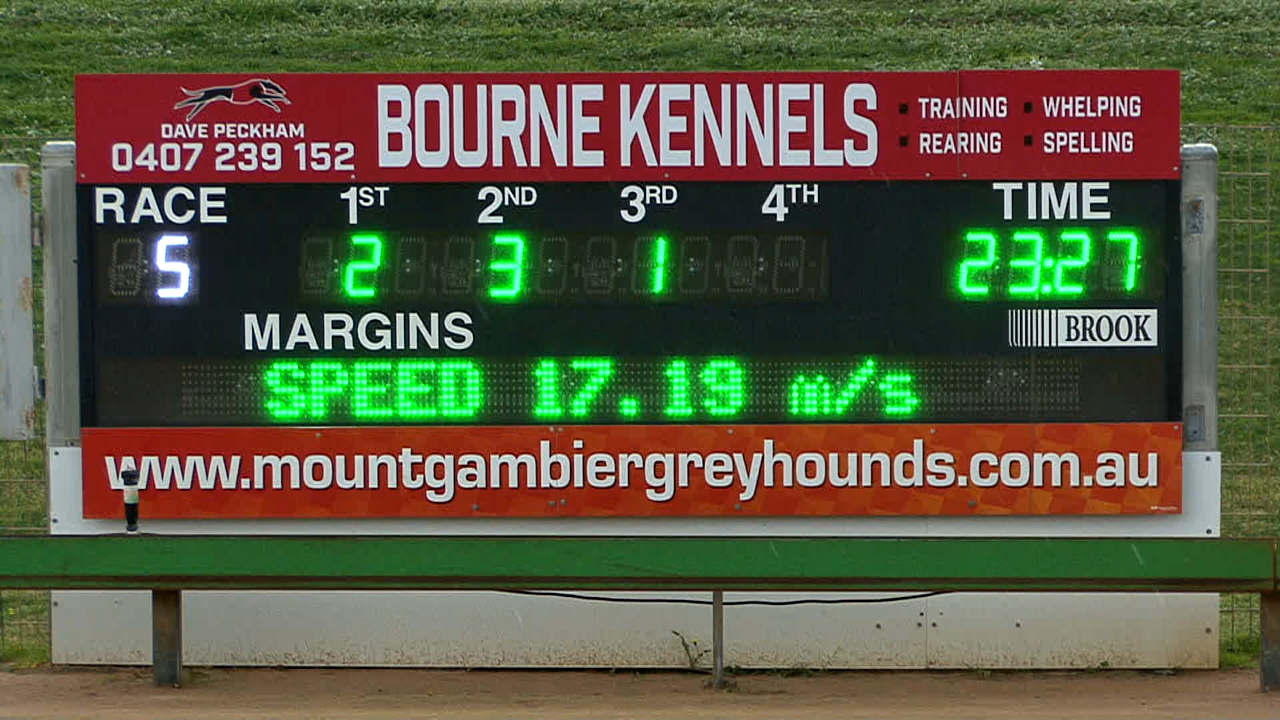 BOURNE KENNELS
DAVE PECKHAM
0407 239 152
TRAINING WHELPING
REARING SPELLING
RACE 1ST 2ND 3RD 4TH TIME
5 2 3 1 23:27
MARGINS
BROOK
SPEED 17.19 m/s
www.mountgambiergreyhounds.com.au